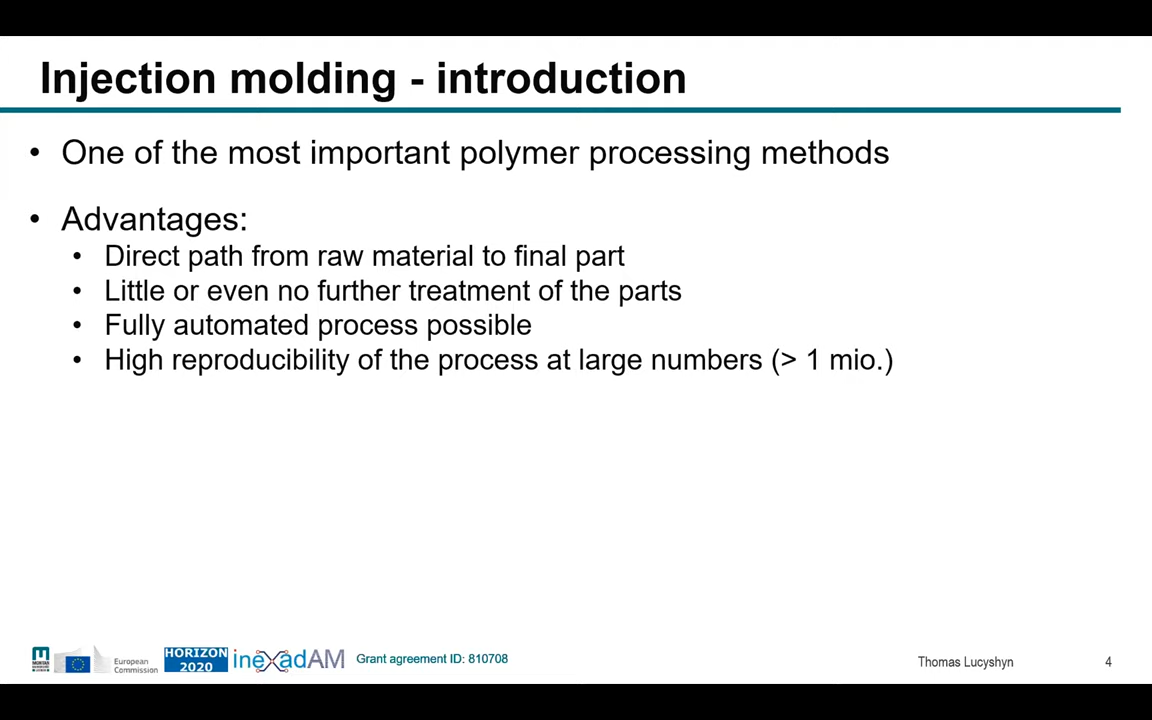 Injection molding - introduction
• One of the most important polymer processing methods
• Advantages:
• Direct path from raw material to final part
• Little or even no further treatment of the parts
• Fully automated process possible
• High reproducibility of the process at large numbers (> 1 mio.)
European
Commission
HORIZON
2020
inexadAM
Grant agreement ID: 810708
Thomas Lucyshyn
4